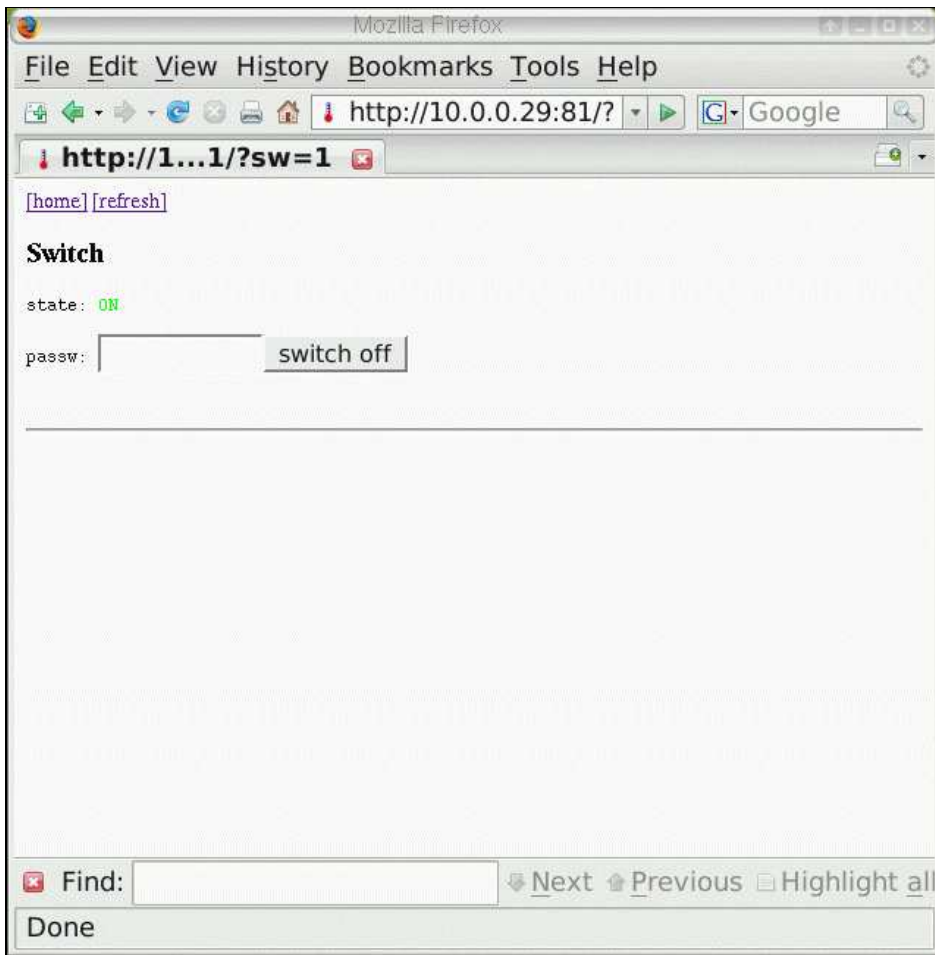 Mozilla Firefox
File Edit View History Bookmarks Tools Help
http://10.0.0.29:81/? G Google
http://1...1/?sw=1
[home] [refresh]
Switch
state: ON
passw: switch off
Find: Next Previous Highlight all
Done